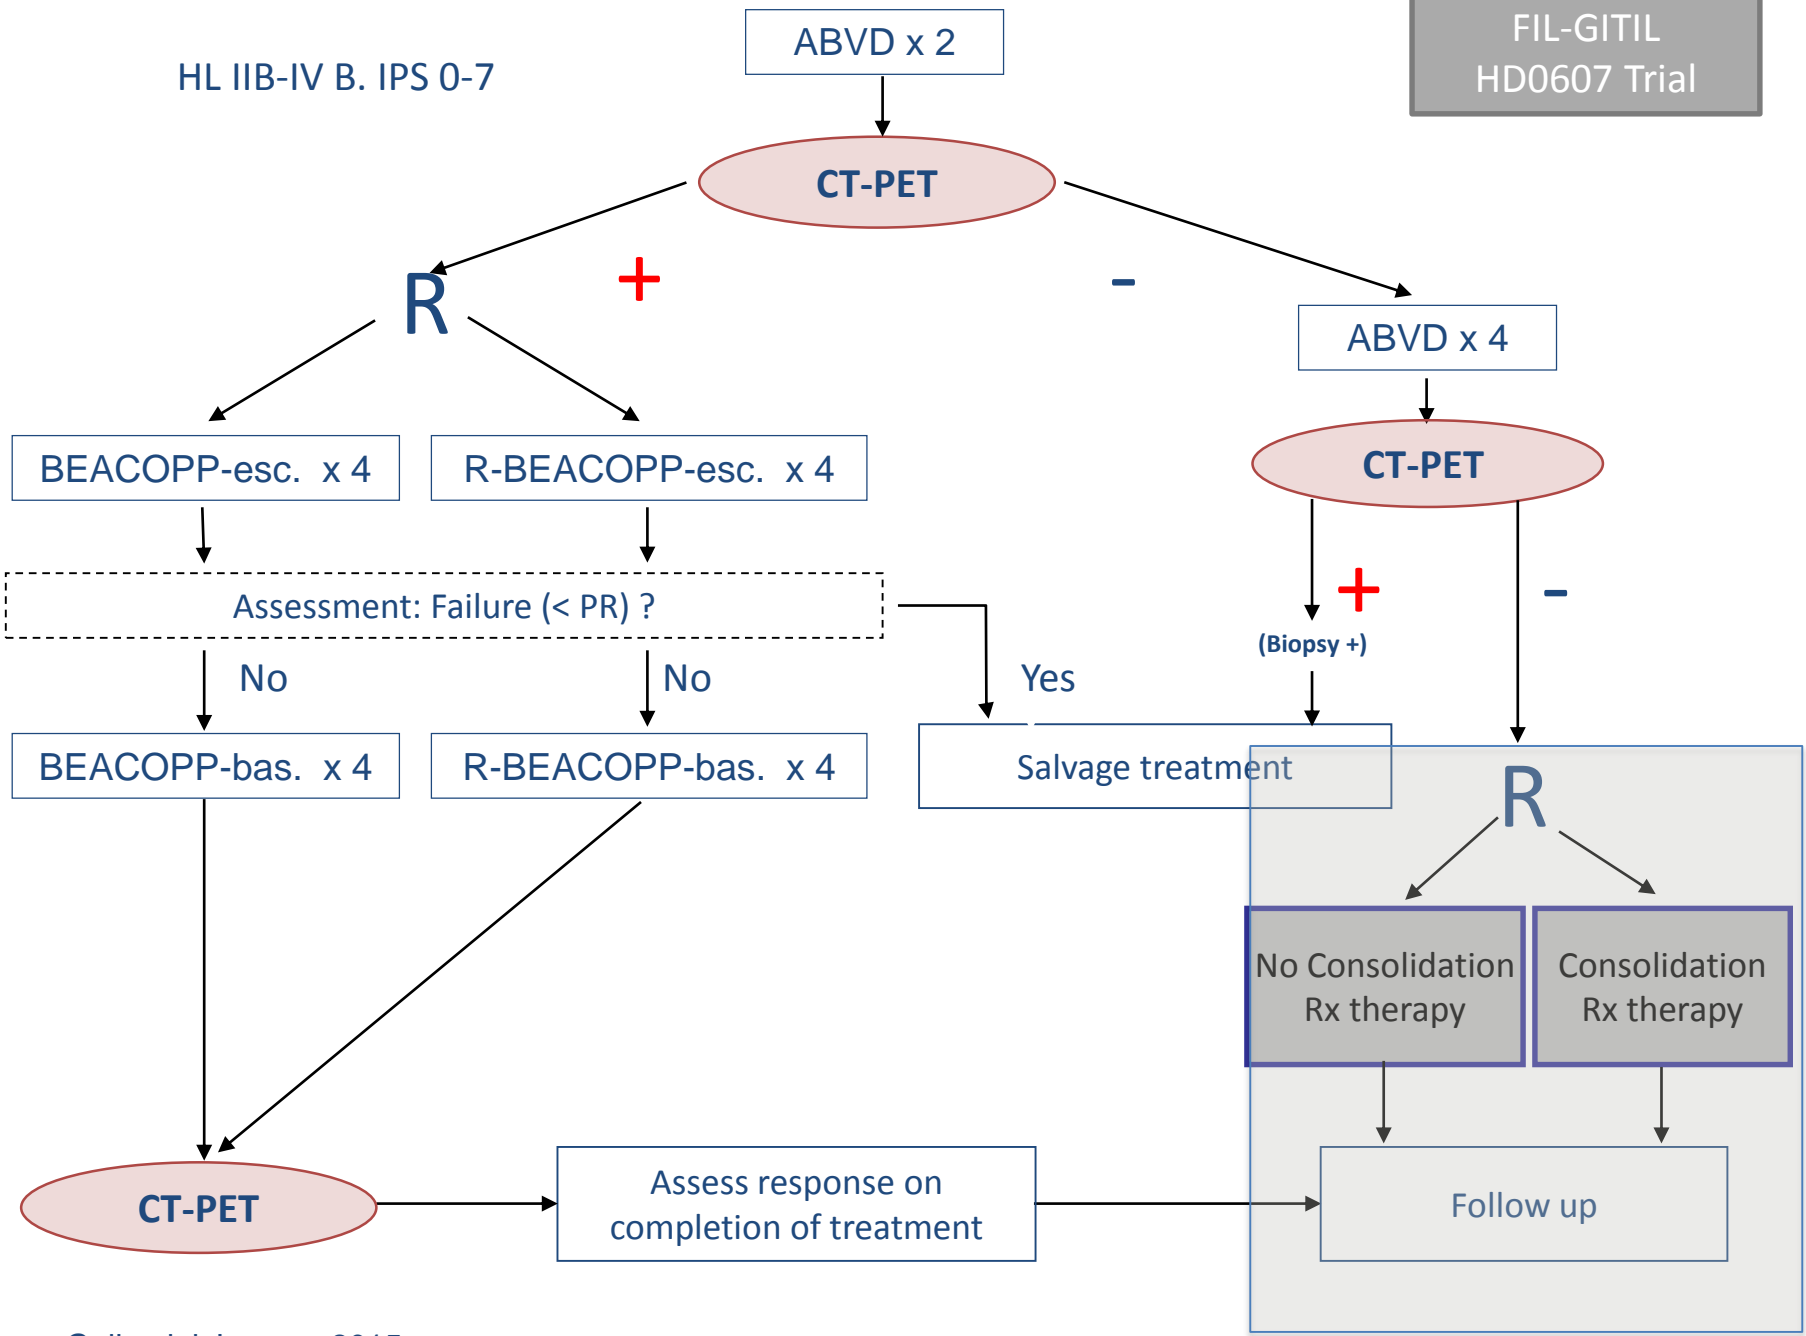 FIL-GITIL
HD0607 Trial
ABVD x 2
HL IIB-IV B. IPS 0-7
CT-PET
R
+
-
ABVD x 4
BEACOPP-esc. x 4
R-BEACOPP-esc. x 4
CT-PET
Assessment: Failure (< PR) ?
+
-
(Biopsy +)
No
No
Yes
BEACOPP-bas. x 4
R-BEACOPP-bas. x 4
Salvage treatment
R
No Consolidation
Rx therapy
Consolidation
Rx therapy
CT-PET
Assess response on
completion of treatment
Follow up
2015